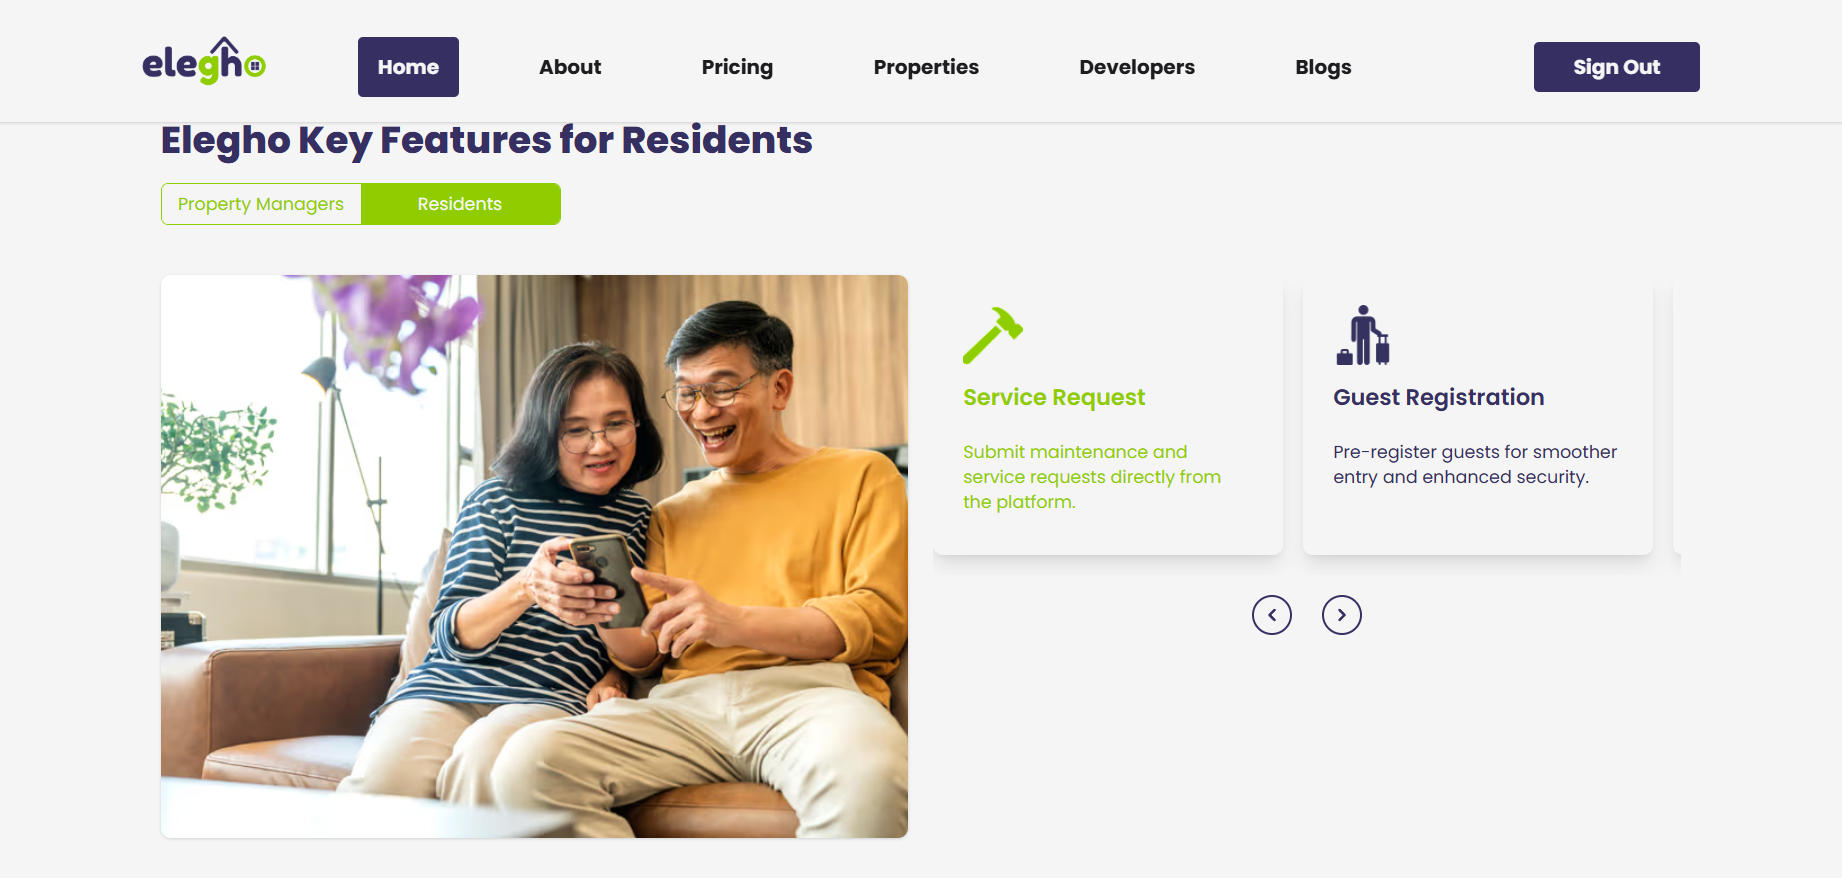 elegho
Home
About
Pricing
Properties
Developers
Blogs
Sign Out
Elegho Key Features for Residents
Property Managers
Residents
Service Request
Submit maintenance and
service requests directly from
the platform.
Guest Registration
Pre-register guests for smoother
entry and enhanced security.